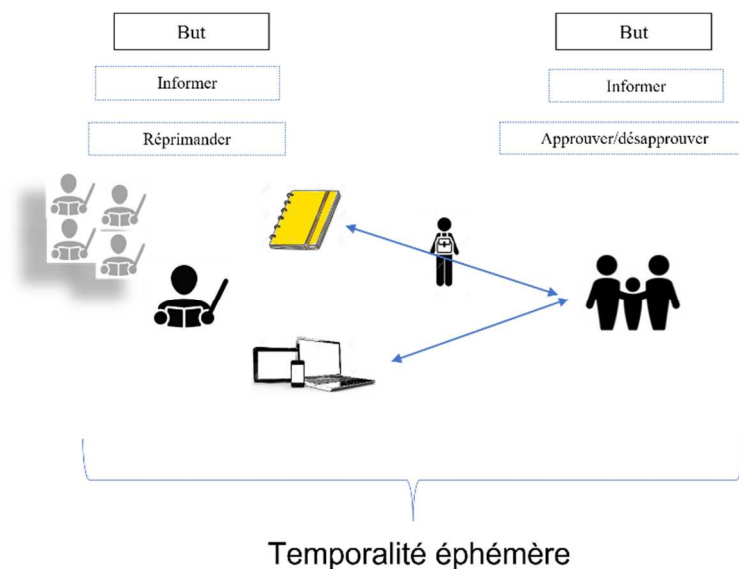 But
But
Informer
Informer
Réprimander
Approuver/désapprouver
Temporalité éphémère